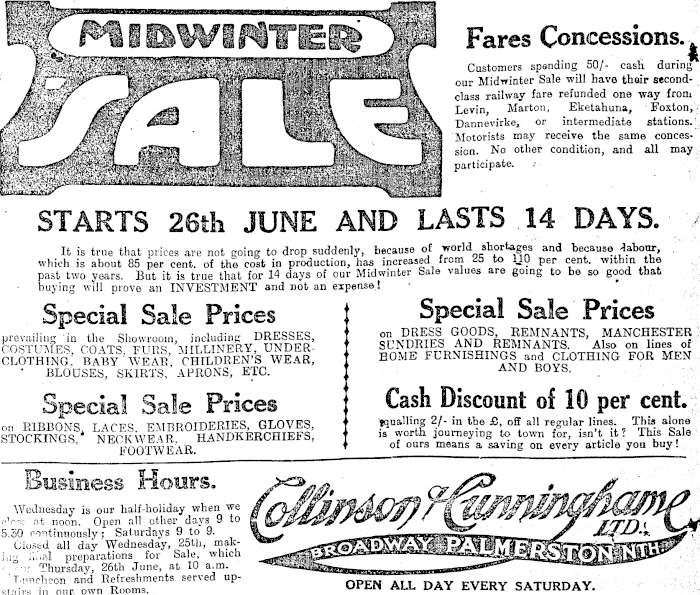 MIDWINTER
SALE
Fares Concessions.
Customers spending 50/- cash during
our Midwinter Sale will have their second-
class railway fare refunded one way from
Levin, Marton, Eketahuna, Foxton,
Dannevirke, or intermediate stations.
Motorists may receive the same conces-
sion. No other condition, and all may
participate.
STARTS 26th JUNE AND LASTS 14 DAYS.
It is true that prices are not going to drop suddenly, because of world shortages and because labour,
which is about 85 per cent. of the cost in production, has increased from 25 to 110 per cent. within the
past two years. But it is true that for 14 days of our Midwinter Sale values are going to be so good that
buying will prove an INVESTMENT and not an expense!
Special Sale Prices
prevailing in the Showroom, including DRESSES,
COSTUMES, COATS, FURS, MILLINERY, UNDER-
CLOTHING, BABY WEAR, CHILDREN'S WEAR,
BLOUSES, SKIRTS, APRONS, ETC.
Special Sale Prices
on RIBBONS, LACES, EMBROIDERIES, GLOVES,
STOCKINGS, NECKWEAR, HANDKERCHIEFS,
FOOTWEAR.
Special Sale Prices
on DRESS GOODS, REMNANTS, MANCHESTER
SUNDRIES AND REMNANTS. Also on lines of
HOME FURNISHINGS and CLOTHING FOR MEN
AND BOYS.
Cash Discount of 10 per cent.
equalling 2/- in the £, off all regular lines. This alone
is worth journeying to town for, isn't it? This Sale
of ours means a saving on every article you buy!
Business Hours.
Wednesday is our half-holiday when we
close at noon. Open all other days 9 to
5.30 continuously; Saturdays 9 to 9.
Closed all day Wednesday, 25th, mak-
ing final preparations for Sale, which
Thursday, 26th June, at 10 a.m.
Luncheon and Refreshments served up-
stairs in our own Rooms.
Collinson & Cunninghame
LTD.
BROADWAY PALMERSTON NTH.
OPEN ALL DAY EVERY SATURDAY.